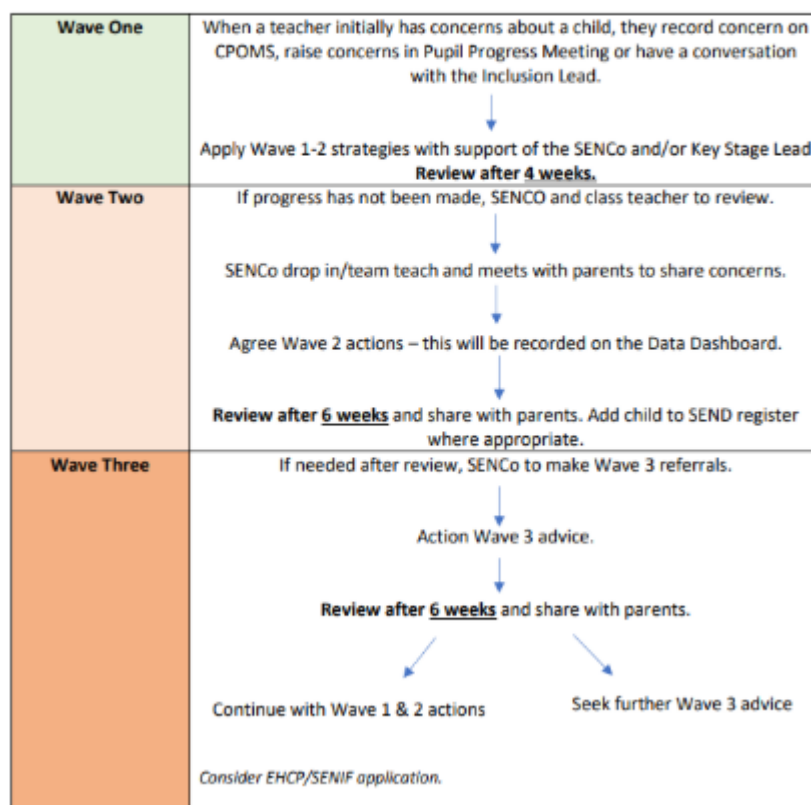 Wave One
When a teacher initially has concerns about a child, they record concern on
CPOMS, raise concerns in Pupil Progress Meeting or have a conversation
with the Inclusion Lead.
Apply Wave 1-2 strategies with support of the SENCo and/or Key Stage Lead
Review after 4 weeks.
Wave Two
If progress has not been made, SENCO and class teacher to review.
SENCo drop in/team teach and meets with parents to share concerns.
Agree Wave 2 actions – this will be recorded on the Data Dashboard.
Review after 6 weeks and share with parents. Add child to SEND register
where appropriate.
Wave Three
If needed after review, SENCo to make Wave 3 referrals.
Action Wave 3 advice.
Review after 6 weeks and share with parents.
Continue with Wave 1 & 2 actions
Seek further Wave 3 advice
Consider EHCP/SENIF application.